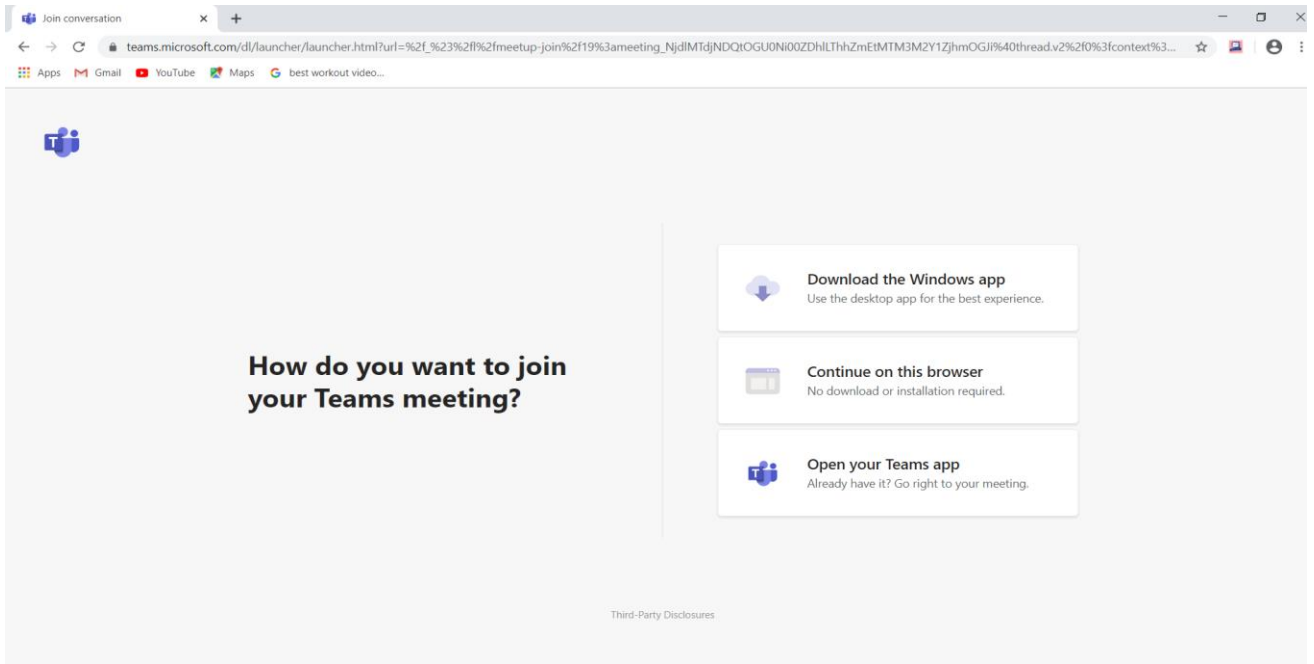 Join conversation
teams.microsoft.com/dl/launcher/launcher.html?url=%2f_%23%2fl%2fmeetup-join%2f19%3ameeting_NjdlMTdjNDQtOGU0Ni00ZDhlLThhZmEtMTM3M2Y1ZjhmOGJi%40thread.v2%2f0%3fcontext%3...
Apps Gmail YouTube Maps best workout video...
Download the Windows app
Use the desktop app for the best experience.
How do you want to join
your Teams meeting?
Continue on this browser
No download or installation required.
Open your Teams app
Already have it? Go right to your meeting.
Third-Party Disclosures